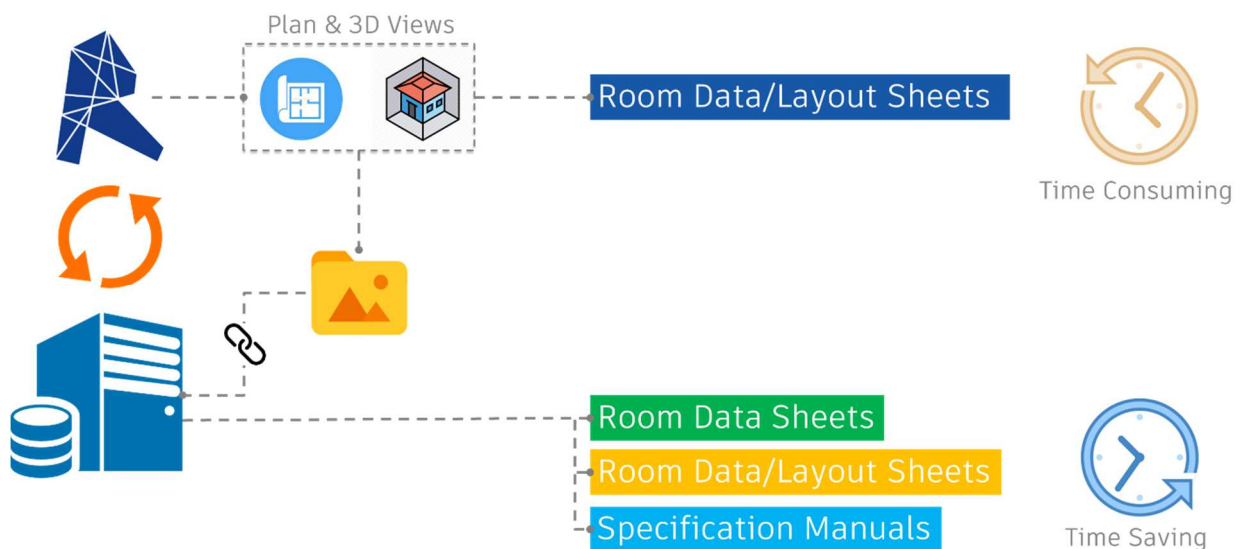 Plan & 3D Views
Room Data/Layout Sheets
Time Consuming
Room Data Sheets
Room Data/Layout Sheets
Specification Manuals
Time Saving